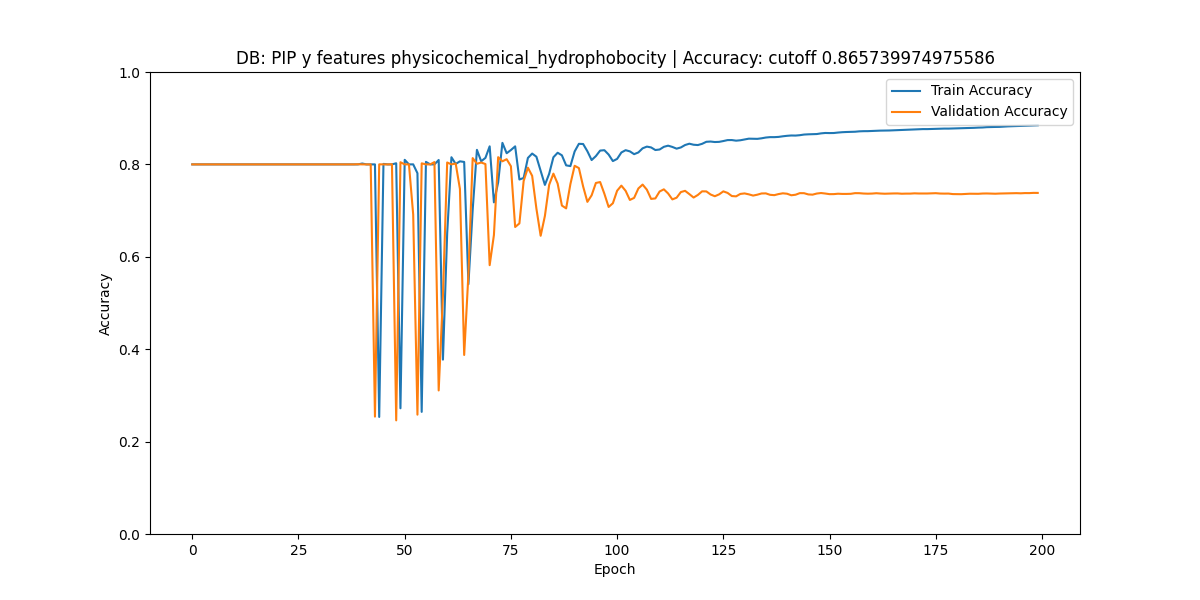 DB: PIP y features physicochemical_hydrophobocity | Accuracy: cutoff 0.865739974975586
1.0
Train Accuracy
Validation Accuracy
0.8
0.6
Accuracy
0.4
0.2
0.0
0 25 50 75 100 125 150 175 200
Epoch